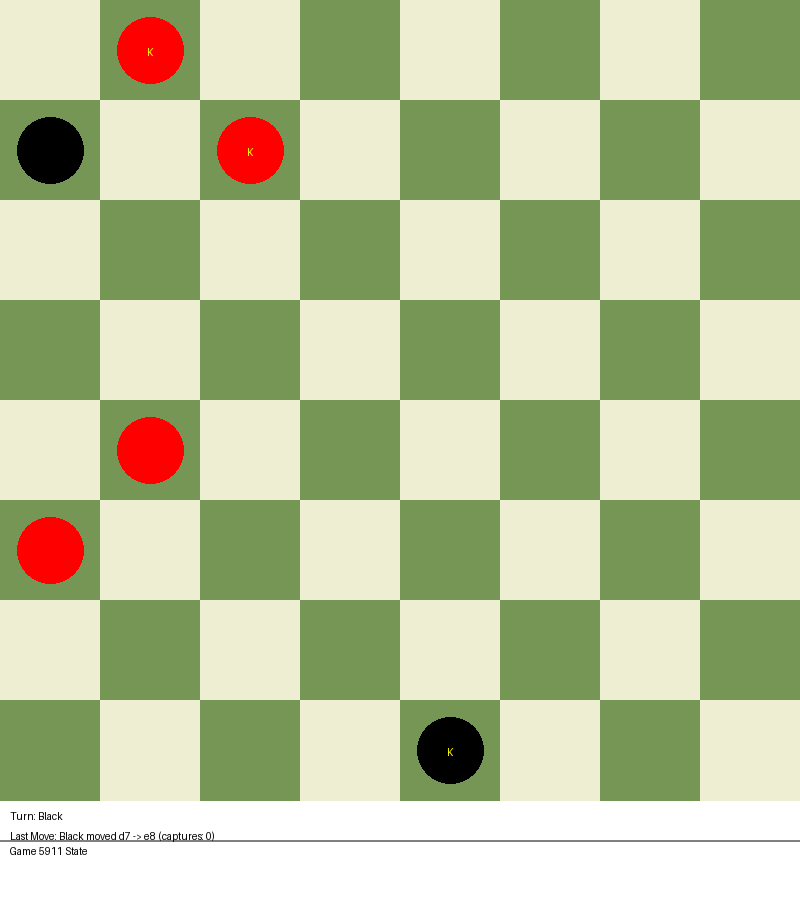 K
K
K
Turn: Black
Last Move: Black moved d7 -> e8 (captures: 0)
Game 5911 State